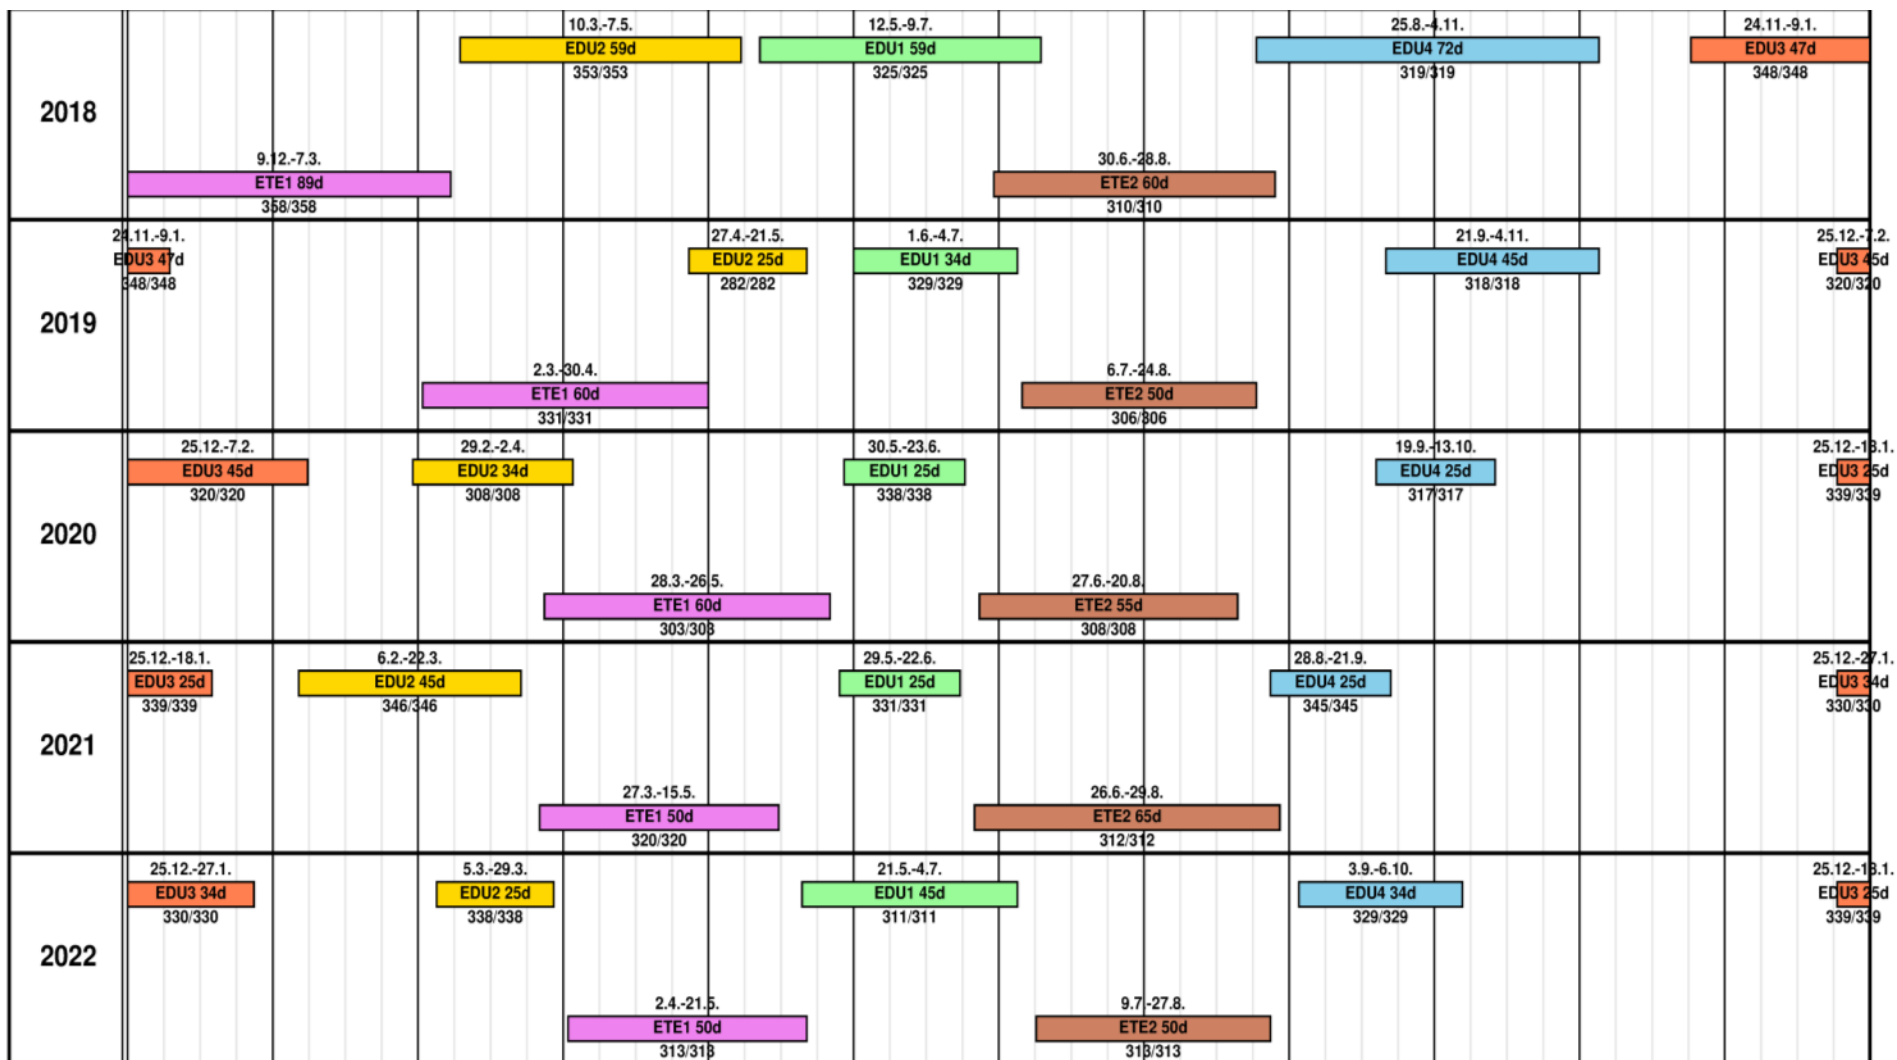 10.3.-7.5.
EDU2 59d
353/353
12.5.-9.7.
EDU1 59d
325/325
25.8.-4.11.
EDU4 72d
319/319
24.11.-9.1.
EDU3 47d
348/348
2018
9.12.-7.3.
ETE1 89d
358/358
30.6.-28.8.
ETE2 60d
310/310
24.11.-9.1.
EDU3 47d
348/348
27.4.-21.5.
EDU2 25d
282/282
1.6.-4.7.
EDU1 34d
329/329
21.9.-4.11.
EDU4 45d
318/318
25.12.-7.2.
EDU3 45d
320/320
2019
2.3.-30.4.
ETE1 60d
331/331
6.7.-24.8.
ETE2 50d
306/306
25.12.-7.2.
EDU3 45d
320/320
29.2.-2.4.
EDU2 34d
308/308
30.5.-23.6.
EDU1 25d
338/338
19.9.-13.10.
EDU4 25d
317/317
25.12.-18.1.
EDU3 25d
339/339
2020
28.3.-26.5.
ETE1 60d
303/303
27.6.-20.8.
ETE2 55d
308/308
25.12.-18.1.
EDU3 25d
339/339
6.2.-22.3.
EDU2 45d
346/346
29.5.-22.6.
EDU1 25d
331/331
28.8.-21.9.
EDU4 25d
345/345
25.12.-27.1.
EDU3 34d
330/330
2021
27.3.-15.5.
ETE1 50d
320/320
26.6.-29.8.
ETE2 65d
312/312
25.12.-27.1.
EDU3 34d
330/330
5.3.-29.3.
EDU2 25d
338/338
21.5.-4.7.
EDU1 45d
311/311
3.9.-6.10.
EDU4 34d
329/329
25.12.-18.1.
EDU3 25d
339/339
2022
2.4.-21.5.
ETE1 50d
313/313
9.7.-27.8.
ETE2 50d
313/313